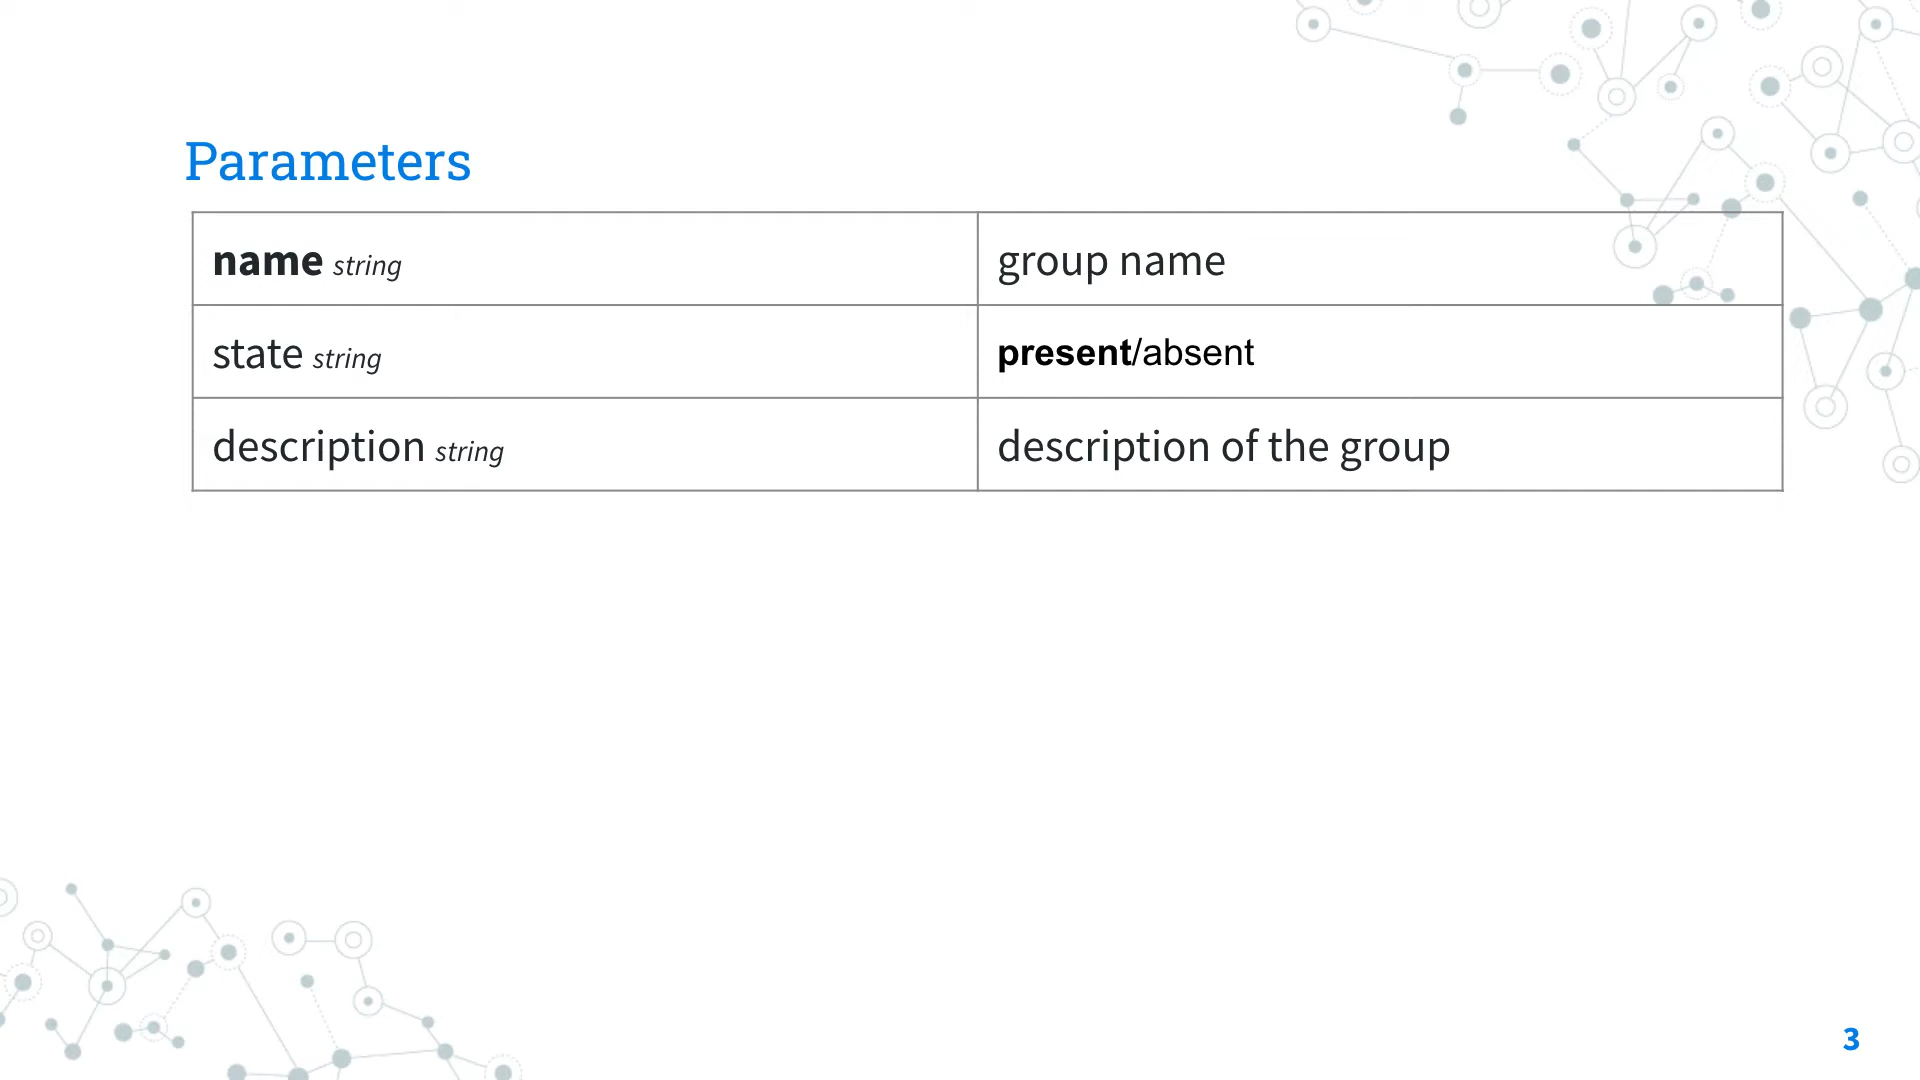 Parameters
name string group name
state string present/absent
description string description of the group
3